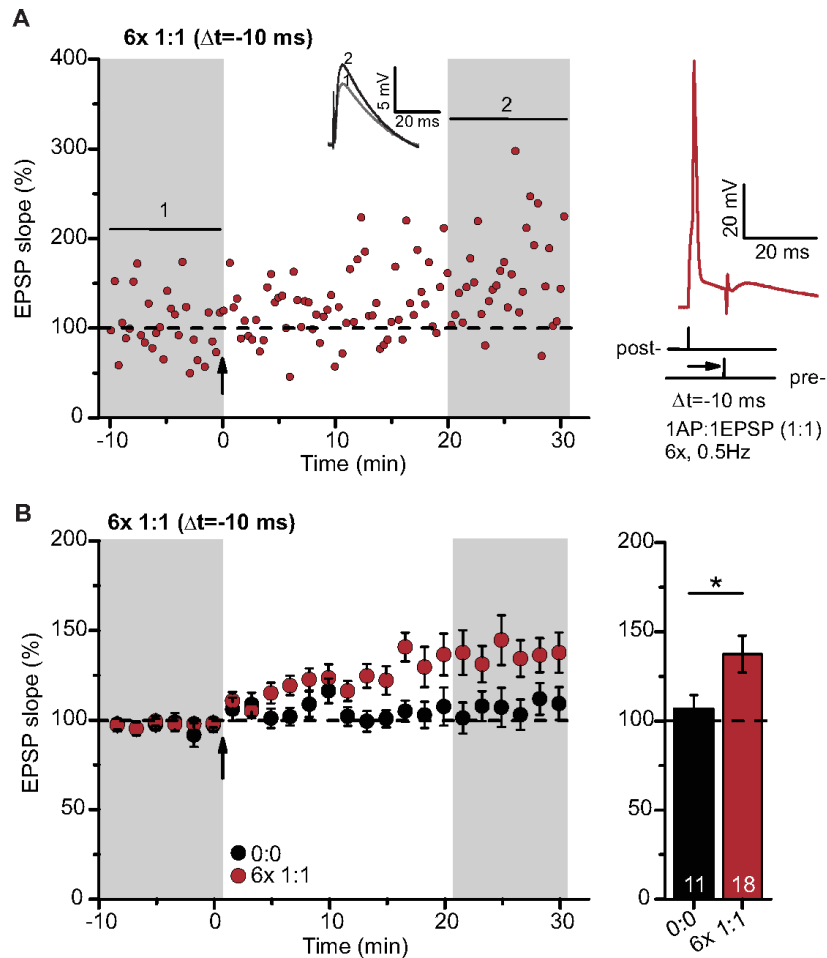 A
6x 1:1 (Δt=-10 ms)
EPSP slope (%)
400
300
200
150
100
50
0
-10
0
10
20
30
Time (min)
1
2
2
1
5 mV
20 ms
20 mV
20 ms
post-
pre-
Δt=-10 ms
1AP:1EPSP (1:1)
6x, 0.5Hz
B
6x 1:1 (Δt=-10 ms)
EPSP slope (%)
200
150
100
50
0
-10
0
10
20
30
Time (min)
0:0
6x 1:1
200
150
100
50
0
*
11
18
0:0
6x 1:1